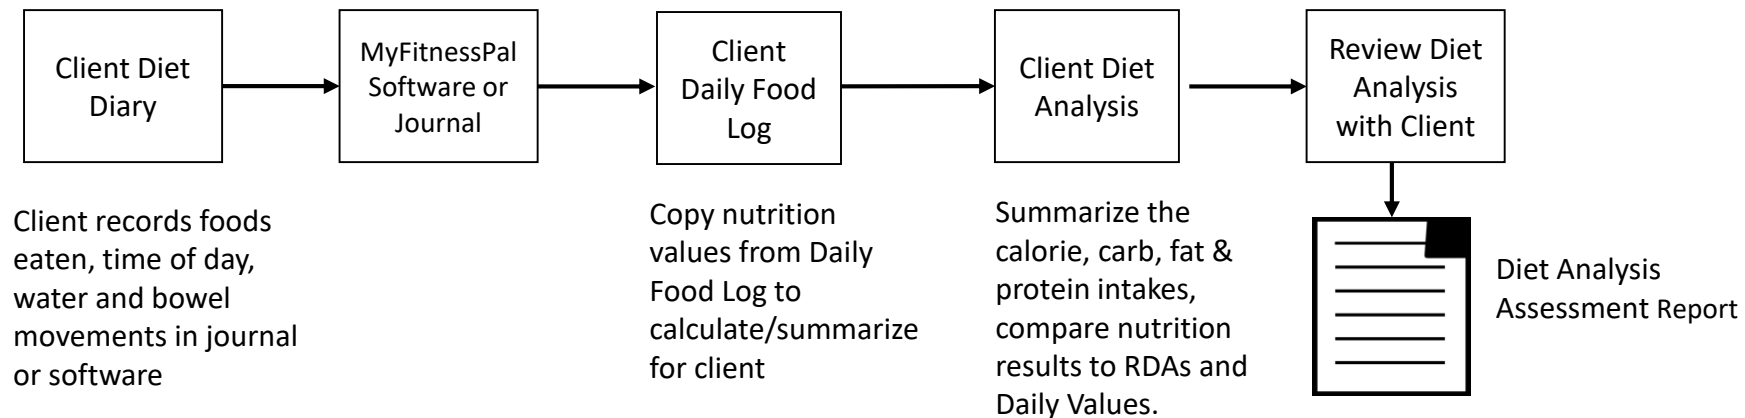 Client Diet
Diary
MyFitnessPal
Software or
Journal
Client
Daily Food
Log
Client Diet
Analysis
Review Diet
Analysis
with Client
Client records foods
eaten, time of day,
water and bowel
movements in journal
or software
Copy nutrition
values from Daily
Food Log to
calculate/summarize
for client
Summarize the
calorie, carb, fat &
protein intakes,
compare nutrition
results to RDAs and
Daily Values.
Diet Analysis
Assessment Report